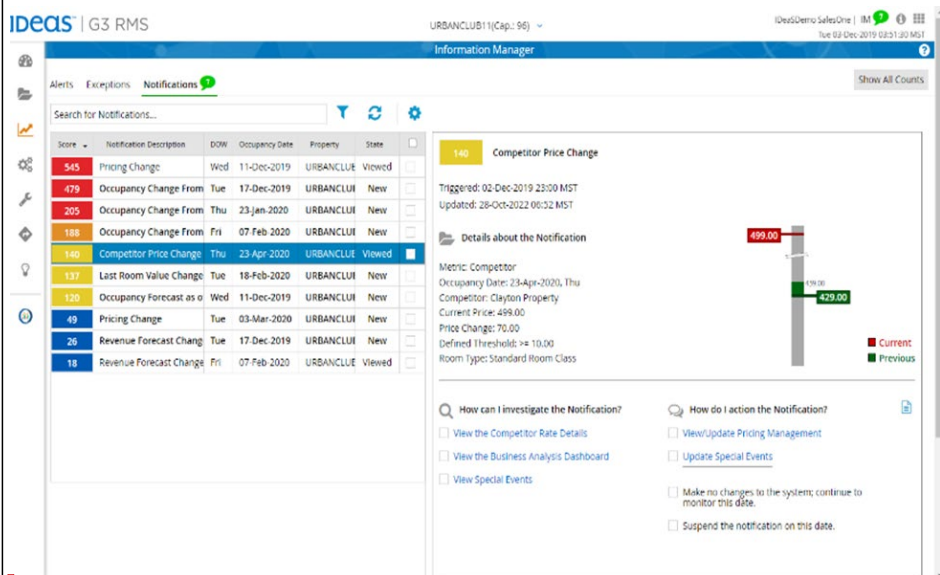 IDeaS | G3 RMS
URBANCLUB11(Cap.: 96)
IDeaSDemo SalesOne | IM 7
Tue 03-Dec-2019 03:51:30 MST
Information Manager
?
Alerts Exceptions Notifications 7
Show All Counts
Search for Notifications...
Score Notification Description DOW Occupancy Date Property State
545 Pricing Change Wed 11-Dec-2019 URBANCLUE Viewed
479 Occupancy Change From Tue 17-Dec-2019 URBANCLUI New
205 Occupancy Change From Thu 23-Jan-2020 URBANCLUI New
188 Occupancy Change From Fri 07-Feb-2020 URBANCLUI New
140 Competitor Price Change Thu 23-Apr-2020 URBANCLUE Viewed
137 Last Room Value Change Tue 18-Feb-2020 URBANCLUI New
120 Occupancy Forecast as o Wed 11-Dec-2019 URBANCLUI New
49 Pricing Change Tue 03-Mar-2020 URBANCLUI New
26 Revenue Forecast Chang Tue 17-Dec-2019 URBANCLUI New
18 Revenue Forecast Change Fri 07-Feb-2020 URBANCLUE Viewed
140 Competitor Price Change
Triggered: 02-Dec-2019 23:00 MST
Updated: 28-Oct-2022 06:52 MST
Details about the Notification
Metric: Competitor
Occupancy Date: 23-Apr-2020, Thu
Competitor: Clayton Property
Current Price: 499.00
Price Change: 70.00
Defined Threshold: >= 10.00
Room Type: Standard Room Class
499.00
439.00
429.00
Current
Previous
How can I investigate the Notification?
View the Competitor Rate Details
View the Business Analysis Dashboard
View Special Events
How do I action the Notification?
View/Update Pricing Management
Update Special Events
Make no changes to the system; continue to
monitor this date.
Suspend the notification on this date.